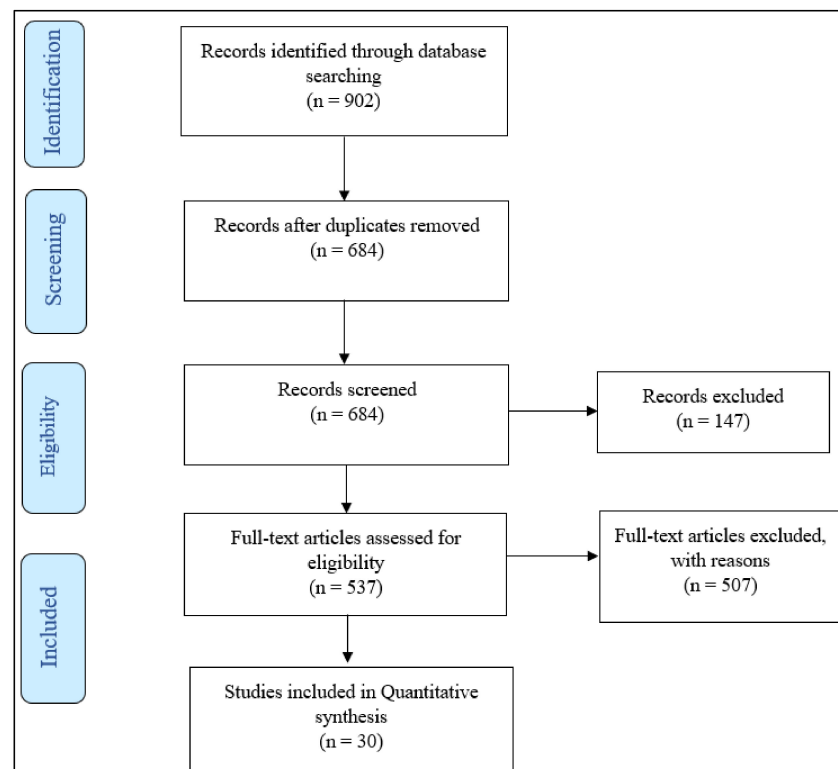 Identification
Records identified through database
searching
(n = 902)
Screening
Records after duplicates removed
(n = 684)
Eligibility
Records screened
(n = 684)
Records excluded
(n = 147)
Full-text articles assessed for
eligibility
(n = 537)
Full-text articles excluded,
with reasons
(n = 507)
Included
Studies included in Quantitative
synthesis
(n = 30)